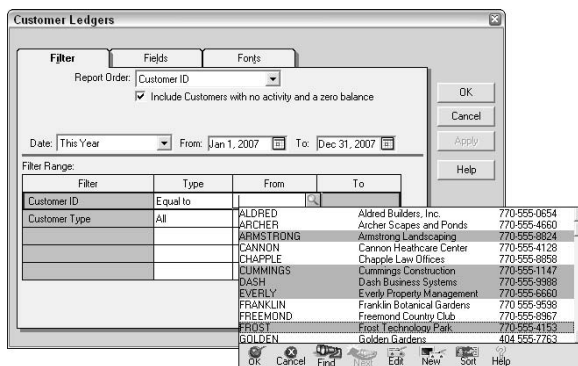 Customer Ledgers
Filter Fields Fonts
Report Order: Customer ID
Include Customers with no activity and a zero balance
OK
Cancel
Apply
Help
Date: This Year From: Jan 1, 2007 To: Dec 31, 2007
Filter Range:
Filter Type From To
Customer ID Equal to
Customer Type All
ALDRED Aldred Builders, Inc. 770-555-0654
ARCHER Archer Scapes and Ponds 770-555-4660
ARMSTRONG Armstrong Landscaping 770-555-8824
CANNON Cannon Heathcare Center 770-555-4128
CHAPPLE Chapple Law Offices 770-555-8858
CUMMINGS Cummings Construction 770-555-1147
DASH Dash Business Systems 770-555-9988
EVERLY Everly Property Management 770-555-6660
FRANKLIN Franklin Botanical Gardens 770 555-9598
FREEMOND Freemond Country Club 770-555-8967
FROST Frost Technology Park 770-555-4153
GOLDEN Golden Gardens 404 555-7763
OK Cancel Find Next Edit New Sort Help